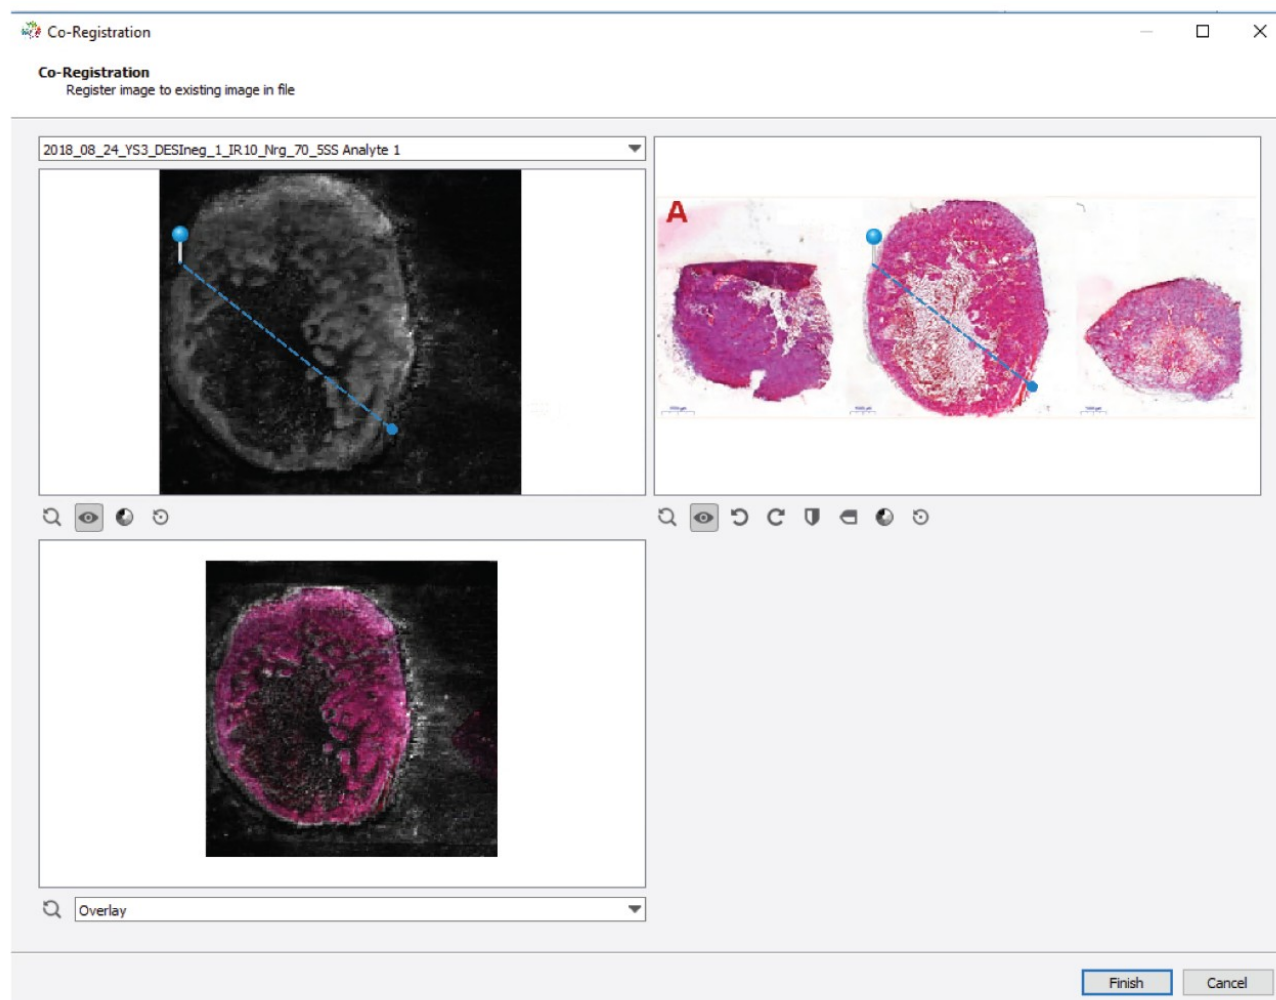 Co-Registration
Co-Registration
Register image to existing image in file
2018_08_24_YS3_DESIneg_1_IR10_Nrg_70_5SS Analyte 1
A
Overlay
Finish
Cancel